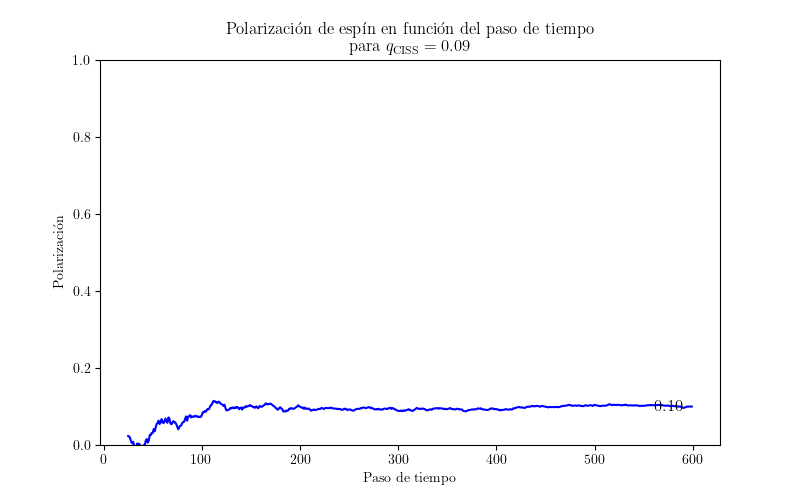 Polarización de espín en función del paso de tiempo
para q_CISS = 0.09
1.0
0.8
0.6
0.4
0.2
0.0
Polarización
0.10
0 100 200 300 400 500 600
Paso de tiempo